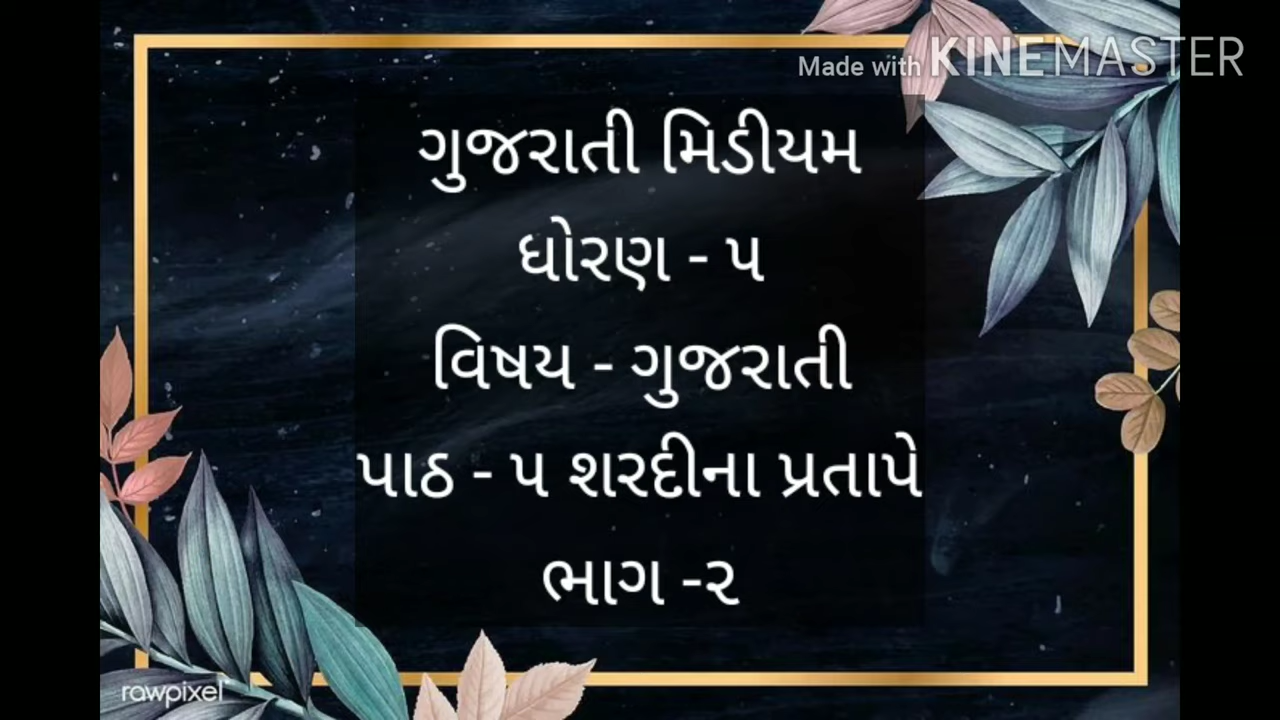 Made with KINEMASTER
ગુજરાતી મિડીયમ
ધોરણ - ૫
વિષય - ગુજરાતી
પાઠ - ૫ શરદીના પ્રતાપે
ભાગ -૨
rawpixel